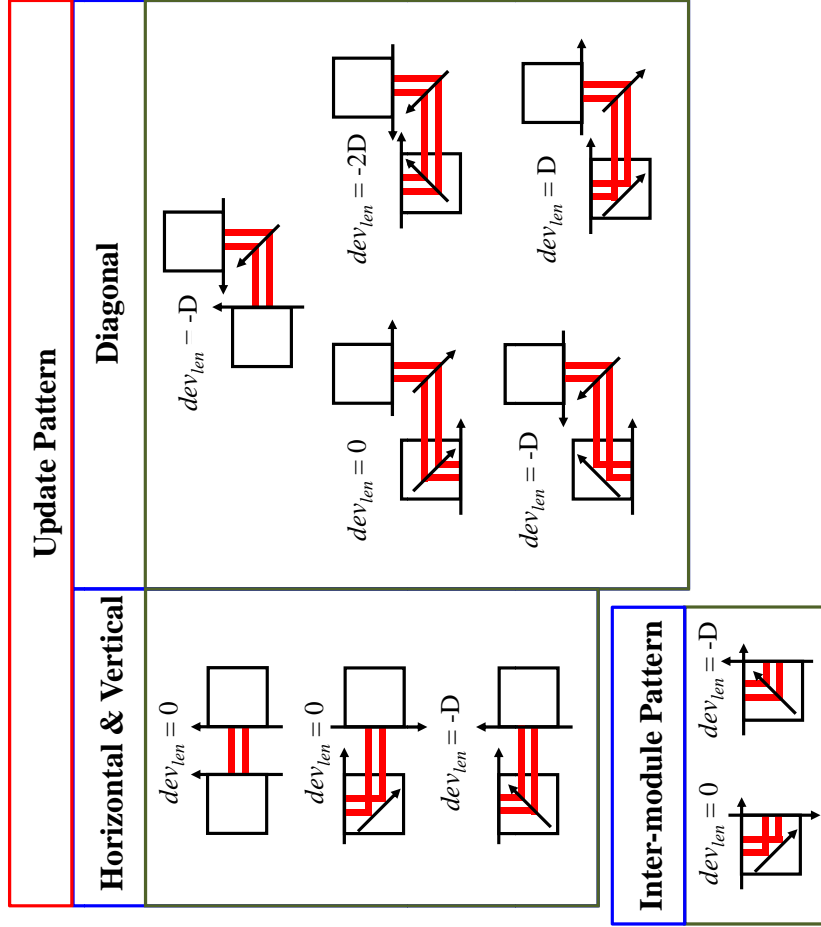 Update Pattern
Horizontal & Vertical
Diagonal
dev_len = 0
dev_len = 0
dev_len = -D
dev_len = -D
dev_len = 0
dev_len = -2D
dev_len = -D
dev_len = D
Inter-module Pattern
dev_len = 0
dev_len = -D